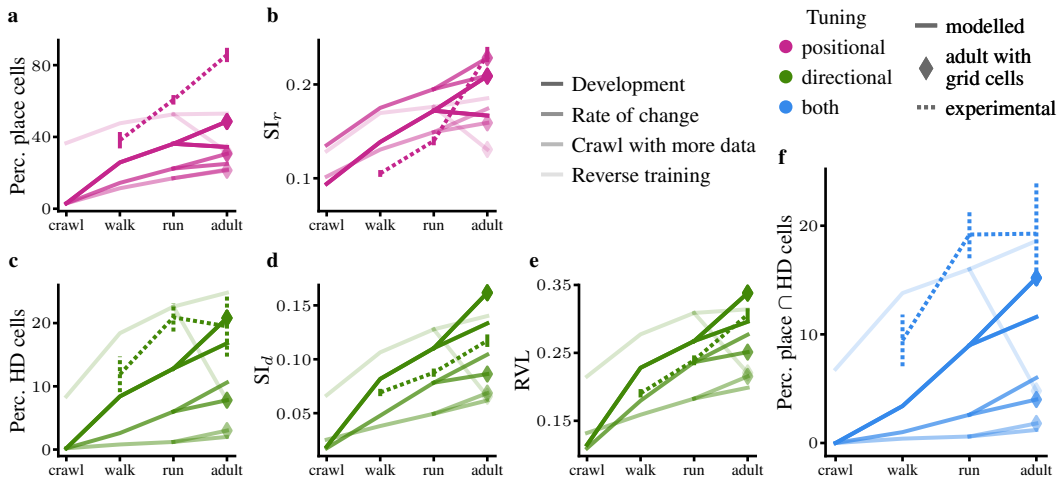 a
Perc. place cells
80
40
0
crawl
walk
run
adult
b
SIr
0.2
0.1
crawl
walk
run
adult
Development
Rate of change
Crawl with more data
Reverse training
Tuning
positional
directional
both
modelled
adult with
grid cells
experimental
c
Perc. HD cells
20
10
0
crawl
walk
run
adult
d
SId
0.15
0.10
0.05
crawl
walk
run
adult
e
RVL
0.35
0.25
0.15
crawl
walk
run
adult
f
Perc. place ∩ HD cells
20
10
0
crawl
walk
run
adult